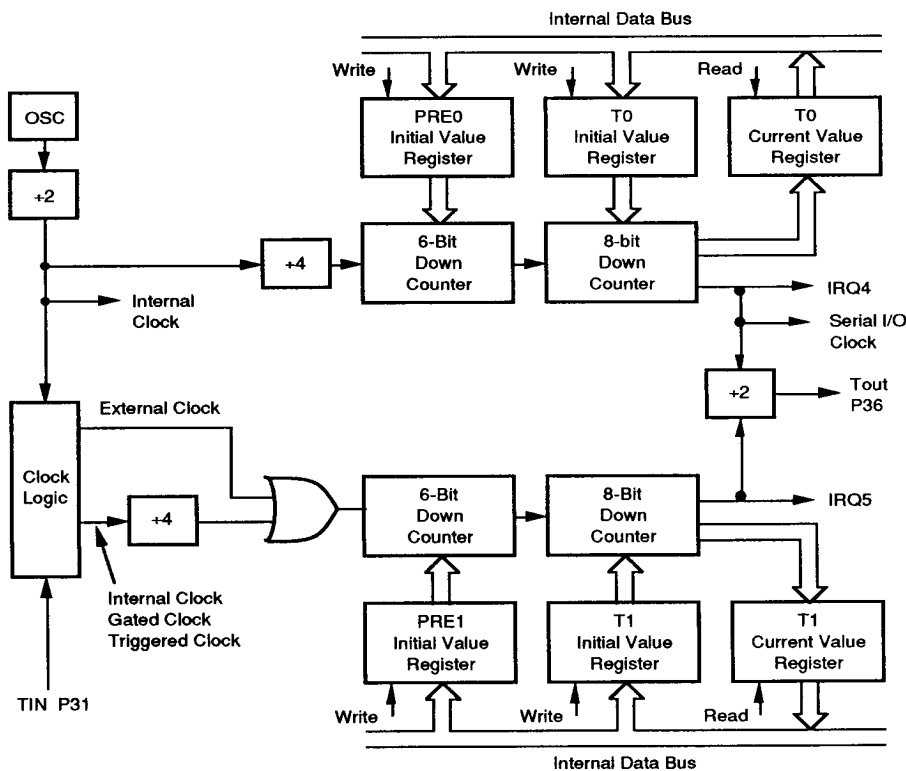 Internal Data Bus
Write
Write
Read
OSC
PRE0
Initial Value
Register
T0
Initial Value
Register
T0
Current Value
Register
÷2
6-Bit
Down
Counter
8-bit
Down
Counter
÷4
Internal
Clock
IRQ4
Serial I/O
Clock
÷2
Tout
P36
External Clock
Clock
Logic
÷4
6-Bit
Down
Counter
8-Bit
Down
Counter
IRQ5
Internal Clock
Gated Clock
Triggered Clock
PRE1
Initial Value
Register
T1
Initial Value
Register
T1
Current Value
Register
TIN P31
Write
Write
Read
Internal Data Bus